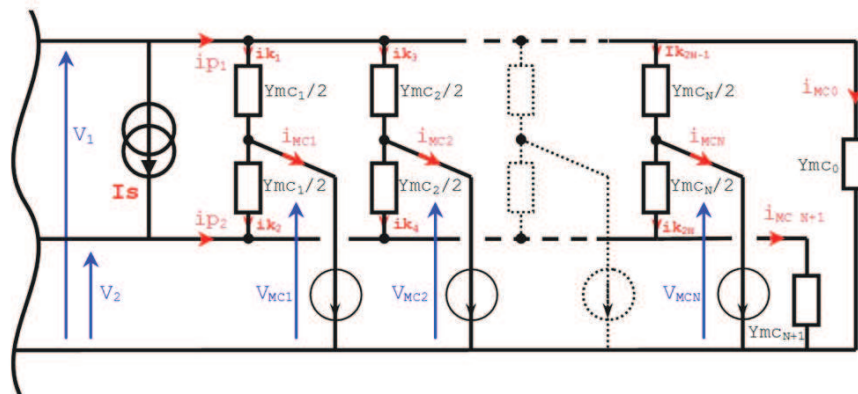 ip1 ik1 ik3 Ik2N-1
Ymc1/2 Ymc2/2 YmcN/2 iMC0
V1 iMC1 iMC2 iMCN
Is Ymc1/2 Ymc2/2 YmcN/2 Ymc0
ip2 ik2 ik4 ik2N iMC N+1
V2 VMC1 VMC2 VMCN
YmcN+1